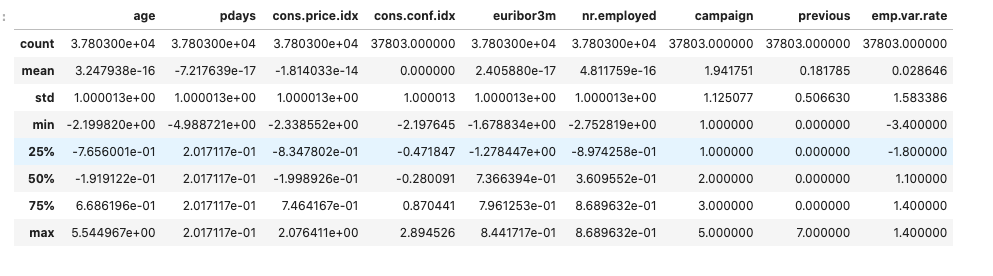 : age pdays cons.price.idx cons.conf.idx euribor3m nr.employed campaign previous emp.var.rate
count 3.780300e+04 3.780300e+04 3.780300e+04 37803.000000 3.780300e+04 3.780300e+04 37803.000000 37803.000000 37803.000000
mean 3.247938e-16 -7.217639e-17 -1.814033e-14 0.000000 2.405880e-17 4.811759e-16 1.941751 0.181785 0.028646
std 1.000013e+00 1.000013e+00 1.000013e+00 1.000013 1.000013e+00 1.000013e+00 1.125077 0.506630 1.583386
min -2.199820e+00 -4.988721e+00 -2.338552e+00 -2.197645 -1.678834e+00 -2.752819e+00 1.000000 0.000000 -3.400000
25% -7.656001e-01 2.017117e-01 -8.347802e-01 -0.471847 -1.278447e+00 -8.974258e-01 1.000000 0.000000 -1.800000
50% -1.919122e-01 2.017117e-01 -1.998926e-01 -0.280091 7.366394e-01 3.609552e-01 2.000000 0.000000 1.100000
75% 6.686196e-01 2.017117e-01 7.464167e-01 0.870441 7.961253e-01 8.689632e-01 3.000000 0.000000 1.400000
max 5.544967e+00 2.017117e-01 2.076411e+00 2.894526 8.441717e-01 8.689632e-01 5.000000 7.000000 1.400000